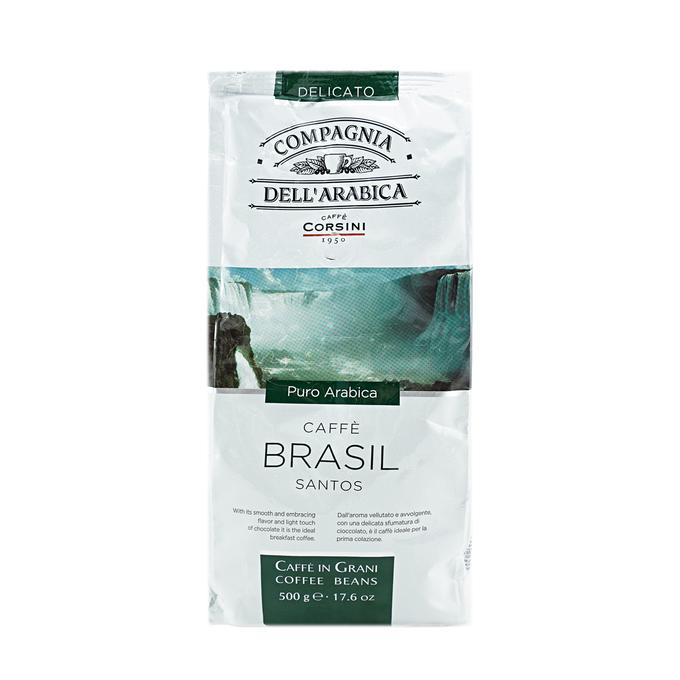 DELICATO
COMPAGNIA
DELL'ARABICA
CAFFÈ
CORSINI
1950
Puro Arabica
CAFFÈ
BRASIL
SANTOS
With its smooth and embracing
flavor and light touch
of chocolate it is the ideal
breakfast coffee.
Dall'aroma vellutato e avvolgente,
con una delicata sfumatura di
cioccolato, è il caffè ideale per la
prima colazione.
CAFFÈ IN GRANI
COFFEE BEANS
500 g ℮ · 17.6 oz